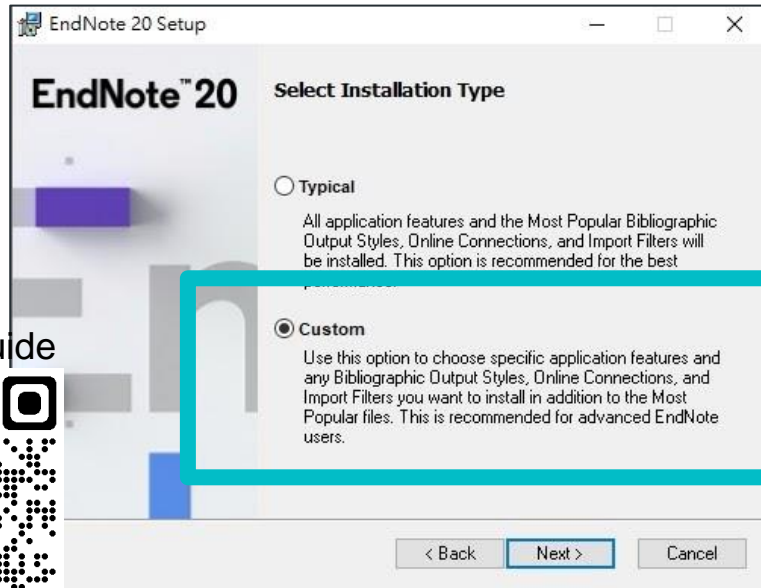 EndNote 20 Setup
EndNote™20
Select Installation Type
Typical
All application features and the Most Popular Bibliographic
Output Styles, Online Connections, and Import Filters will
be installed. This option is recommended for the best
Custom
Use this option to choose specific application features and
any Bibliographic Output Styles, Online Connections, and
Import Filters you want to install in addition to the Most
Popular files. This is recommended for advanced EndNote
users.
< Back
Next >
Cancel